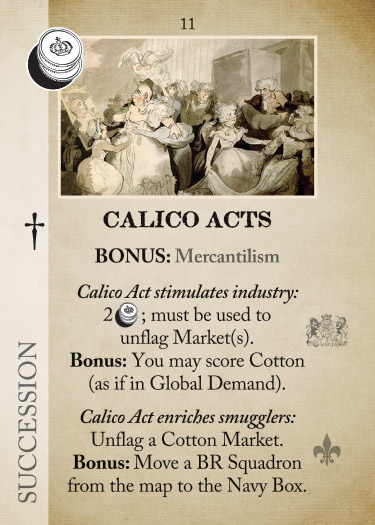 11
CALICO ACTS
BONUS: Mercantilism
Calico Act stimulates industry:
2 ; must be used to
unflag Market(s).
Bonus: You may score Cotton
(as if in Global Demand).
Calico Act enriches smugglers:
Unflag a Cotton Market.
Bonus: Move a BR Squadron
from the map to the Navy Box.
SUCCESSION